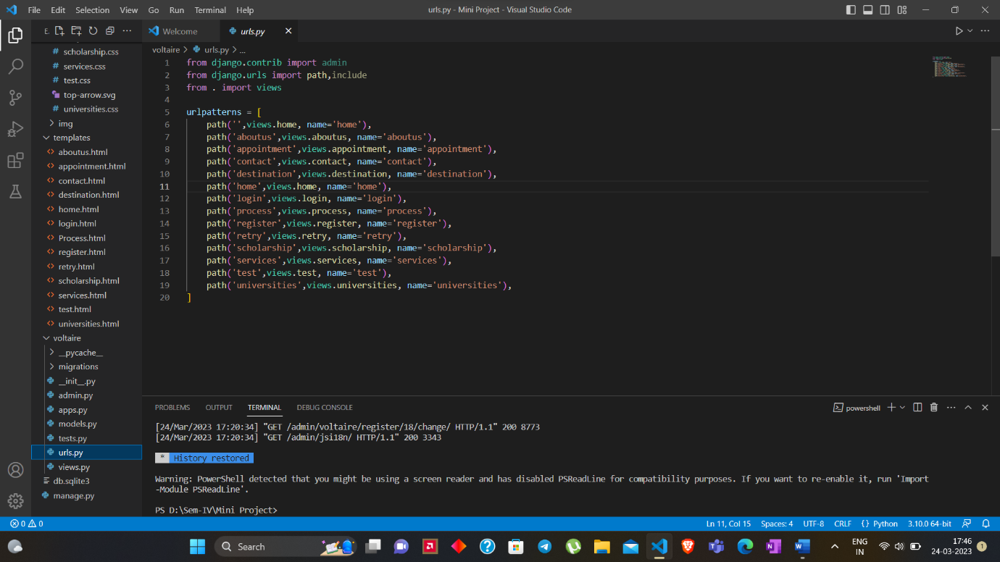 File Edit Selection View Go Run Terminal Help
urls.py - Mini Project - Visual Studio Code
E.
Welcome
urls.py
voltaire > urls.py > ...
scholarship.css
services.css
test.css
top-arrow.svg
universities.css
img
templates
aboutus.html
appointment.html
contact.html
destination.html
home.html
login.html
Process.html
register.html
retry.html
scholarship.html
services.html
test.html
universities.html
voltaire
__pycache__
migrations
__init__.py
admin.py
apps.py
models.py
tests.py
urls.py
views.py
db.sqlite3
manage.py
1 from django.contrib import admin
2 from django.urls import path,include
3 from . import views
4
5 urlpatterns = [
6 path('',views.home, name='home'),
7 path('aboutus',views.aboutus, name='aboutus'),
8 path('appointment',views.appointment, name='appointment'),
9 path('contact',views.contact, name='contact'),
10 path('destination',views.destination, name='destination'),
11 path('home',views.home, name='home'),
12 path('login',views.login, name='login'),
13 path('process',views.process, name='process'),
14 path('register',views.register, name='register'),
15 path('retry',views.retry, name='retry'),
16 path('scholarship',views.scholarship, name='scholarship'),
17 path('services',views.services, name='services'),
18 path('test',views.test, name='test'),
19 path('universities',views.universities, name='universities'),
20 ]
PROBLEMS OUTPUT TERMINAL DEBUG CONSOLE
powershell
[24/Mar/2023 17:20:34] "GET /admin/voltaire/register/18/change/ HTTP/1.1" 200 8773
[24/Mar/2023 17:20:34] "GET /admin/jsi18n/ HTTP/1.1" 200 3343
* History restored
Warning: PowerShell detected that you might be using a screen reader and has disabled PSReadLine for compatibility purposes. If you want to re-enable it, run 'Import
-Module PSReadLine'.
PS D:\Sem-IV\Mini Project>
0 0
Ln 11, Col 15 Spaces: 4 UTF-8 CRLF {} Python 3.10.0 64-bit
Search
ENG
IN
17:46
24-03-2023
1